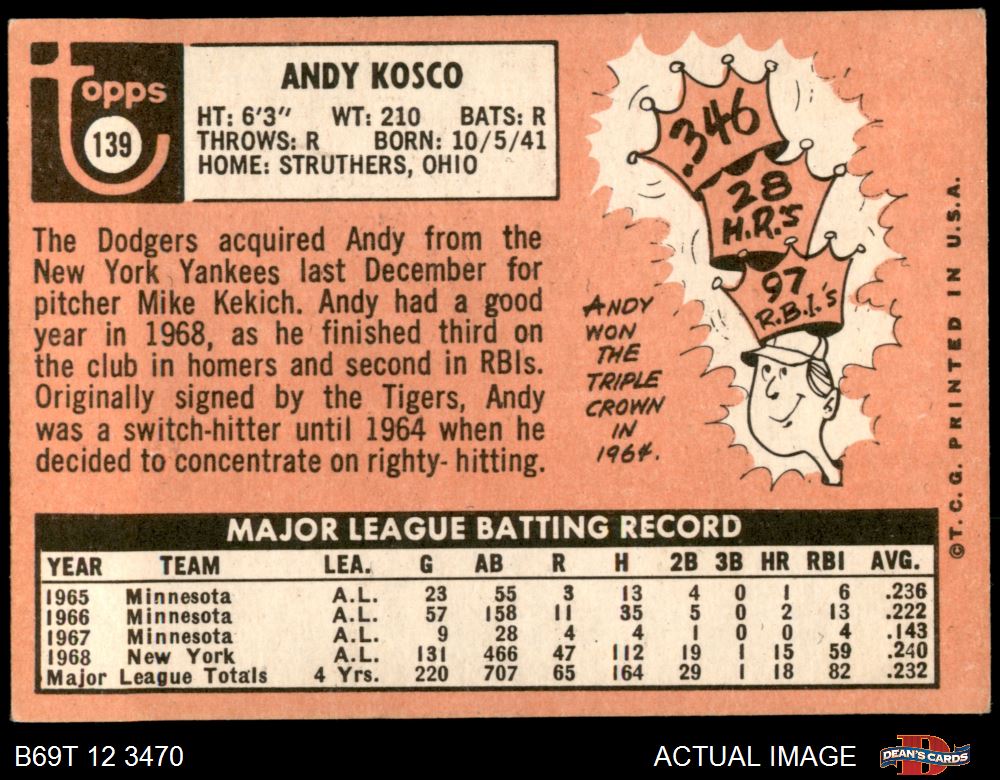 Topps
139
ANDY KOSCO
HT: 6'3" WT: 210 BATS: R
THROWS: R BORN: 10/5/41
HOME: STRUTHERS, OHIO
The Dodgers acquired Andy from the
New York Yankees last December for
pitcher Mike Kekich. Andy had a good
year in 1968, as he finished third on
the club in homers and second in RBIs.
Originally signed by the Tigers, Andy
was a switch-hitter until 1964 when he
decided to concentrate on righty- hitting.
.346
28
H.R.'S
97
R.B.I.'s
ANDY
WON
THE
TRIPLE
CROWN
IN
1964.
©T.C.G. PRINTED IN U.S.A.
MAJOR LEAGUE BATTING RECORD
YEAR TEAM LEA. G AB R H 2B 3B HR RBI AVG.
1965 Minnesota A.L. 23 55 3 13 4 0 1 6 .236
1966 Minnesota A.L. 57 158 11 35 5 0 2 13 .222
1967 Minnesota A.L. 9 28 4 4 1 0 0 4 .143
1968 New York A.L. 131 466 47 112 19 1 15 59 .240
Major League Totals 4 Yrs. 220 707 65 164 29 1 18 82 .232
B69T 12 3470
ACTUAL IMAGE
DEAN'S CARDS